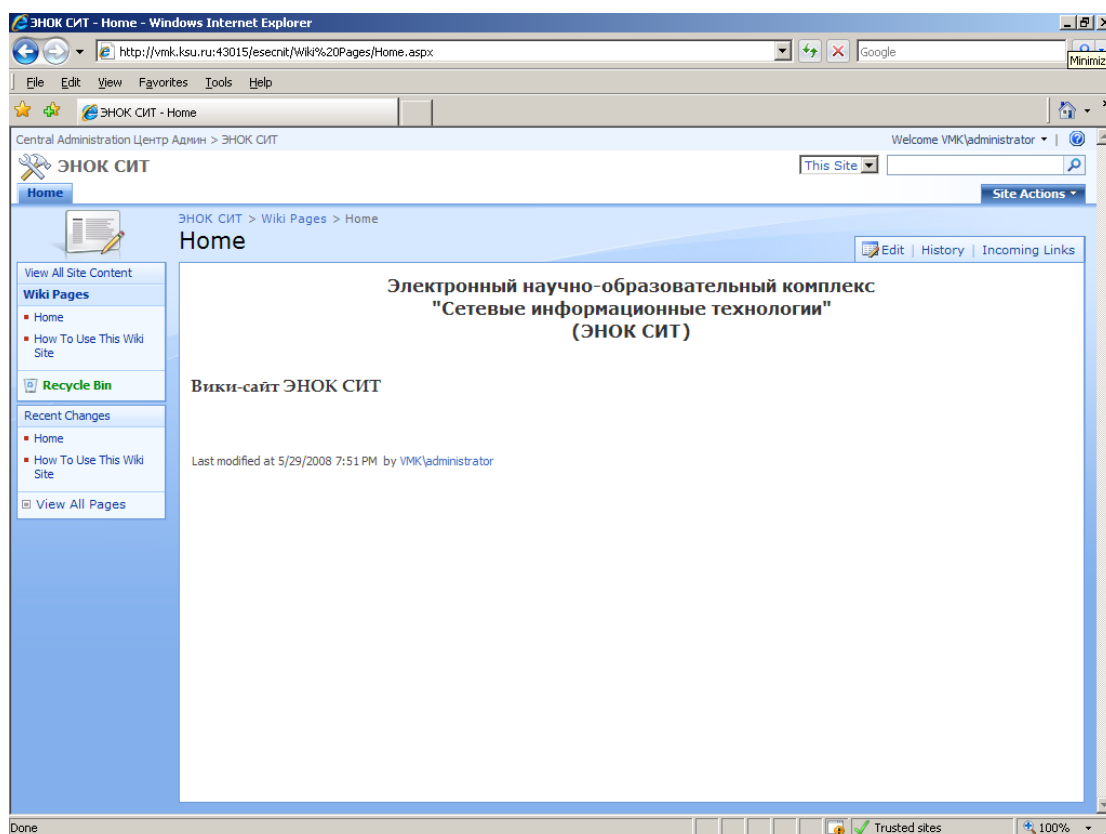 ЭНОК СИТ - Home - Windows Internet Explorer
http://vmk.ksu.ru:43015/esecnit/Wiki%20Pages/Home.aspx
Google
Minimiz
File Edit View Favorites Tools Help
ЭНОК СИТ - Home
Central Administration Центр Админ > ЭНОК СИТ
Welcome VMK\administrator
ЭНОК СИТ
This Site
Home
Site Actions
ЭНОК СИТ > Wiki Pages > Home
Home
Edit | History | Incoming Links
View All Site Content
Wiki Pages
Home
How To Use This Wiki
Site
Recycle Bin
Recent Changes
Home
How To Use This Wiki
Site
View All Pages
Электронный научно-образовательный комплекс
"Сетевые информационные технологии"
(ЭНОК СИТ)
Вики-сайт ЭНОК СИТ
Last modified at 5/29/2008 7:51 PM by VMK\administrator
Done
Trusted sites
100%